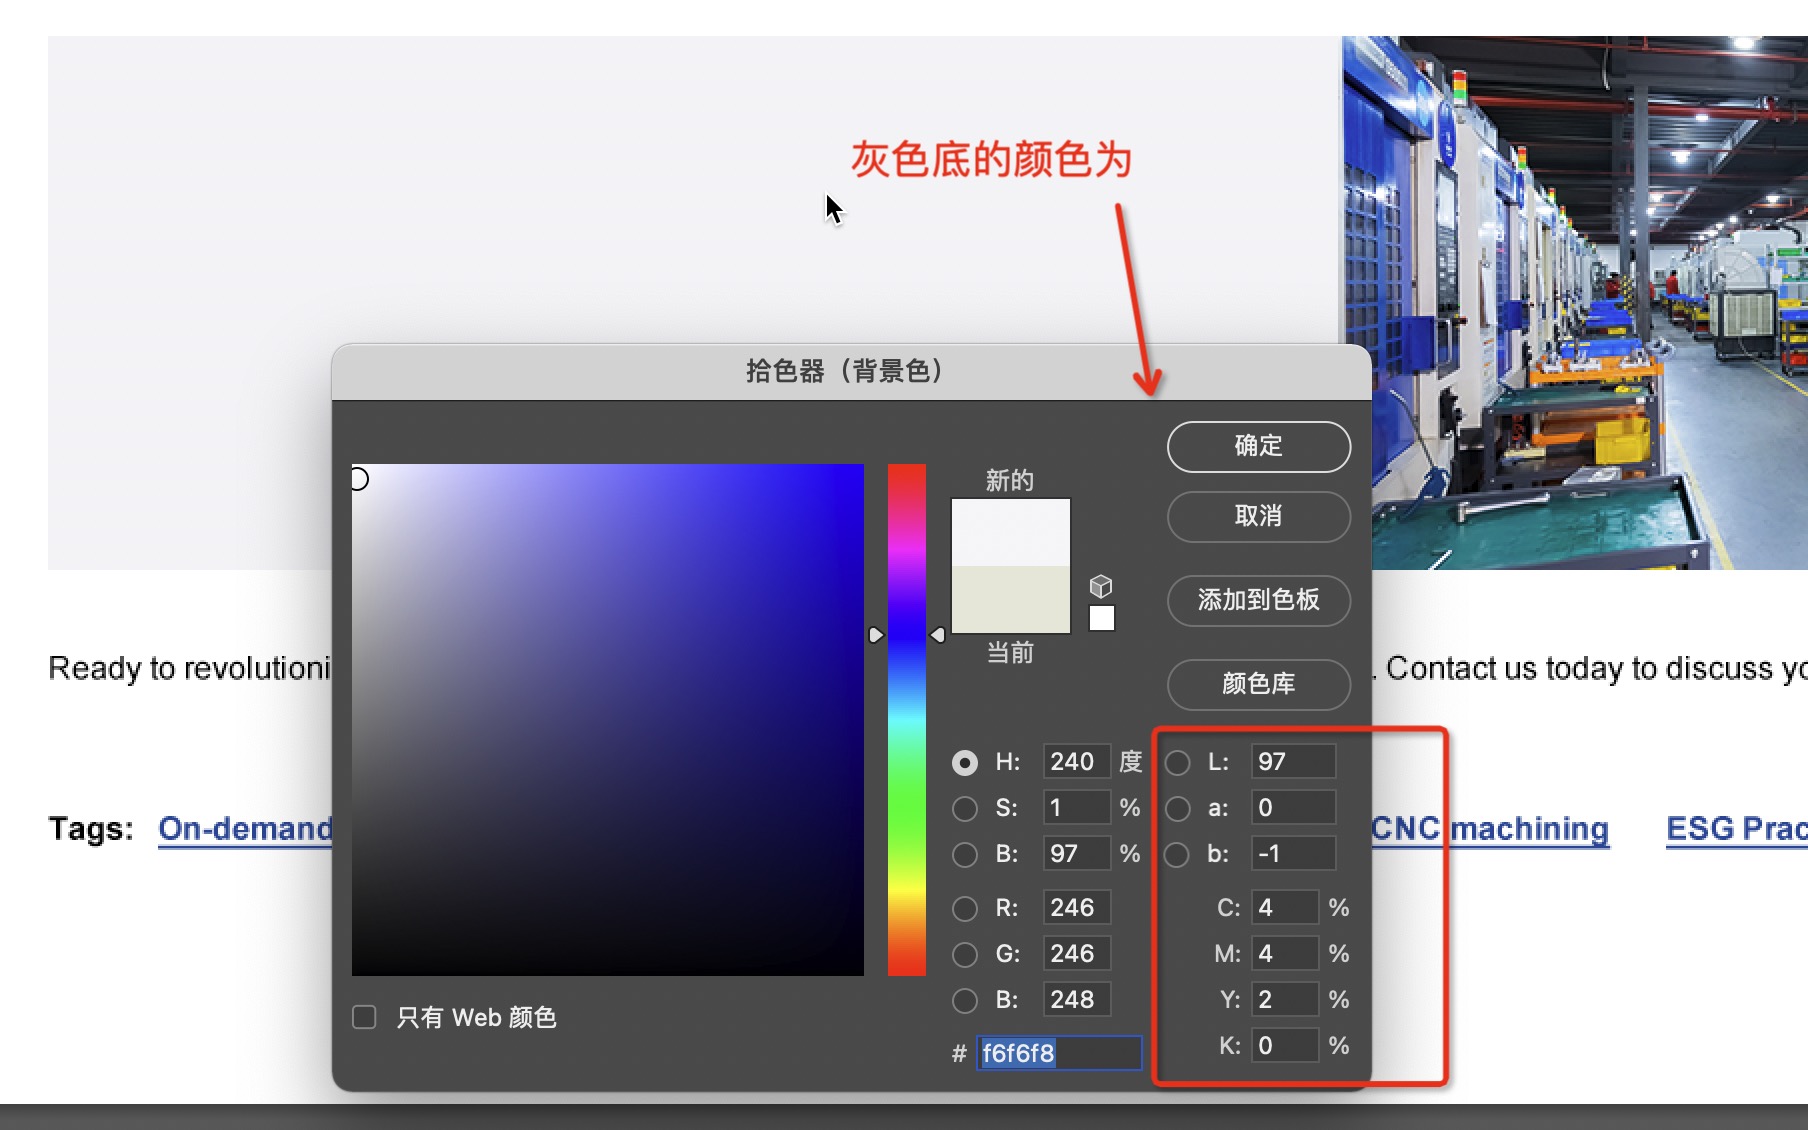 灰色底的颜色为
拾色器（背景色）
确定
新的
取消
添加到色板
当前
颜色库
Ready to revolutioni
. Contact us today to discuss yo
H: 240 度 L: 97
S: 1 % a: 0
Tags: On-demand
CNC machining ESG Prac
B: 97 % b: -1
R: 246 C: 4 %
G: 246 M: 4 %
B: 248 Y: 2 %
只有 Web 颜色
# f6f6f8 K: 0 %